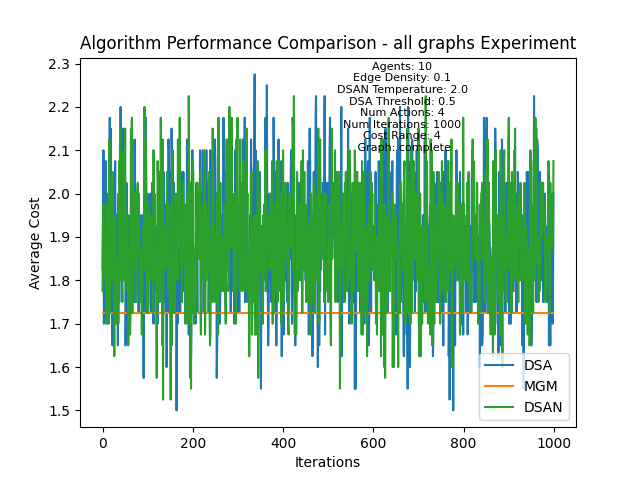 Algorithm Performance Comparison - all graphs Experiment
Agents: 10
Edge Density: 0.1
DSAN Temperature: 2.0
DSA Threshold: 0.5
Num Actions: 4
Num Iterations: 1000
Cost Range: 4
Graph: complete
2.3
2.2
2.1
2.0
1.9
1.8
1.7
1.6
1.5
Average Cost
DSA
MGM
DSAN
0
200
400
600
800
1000
Iterations